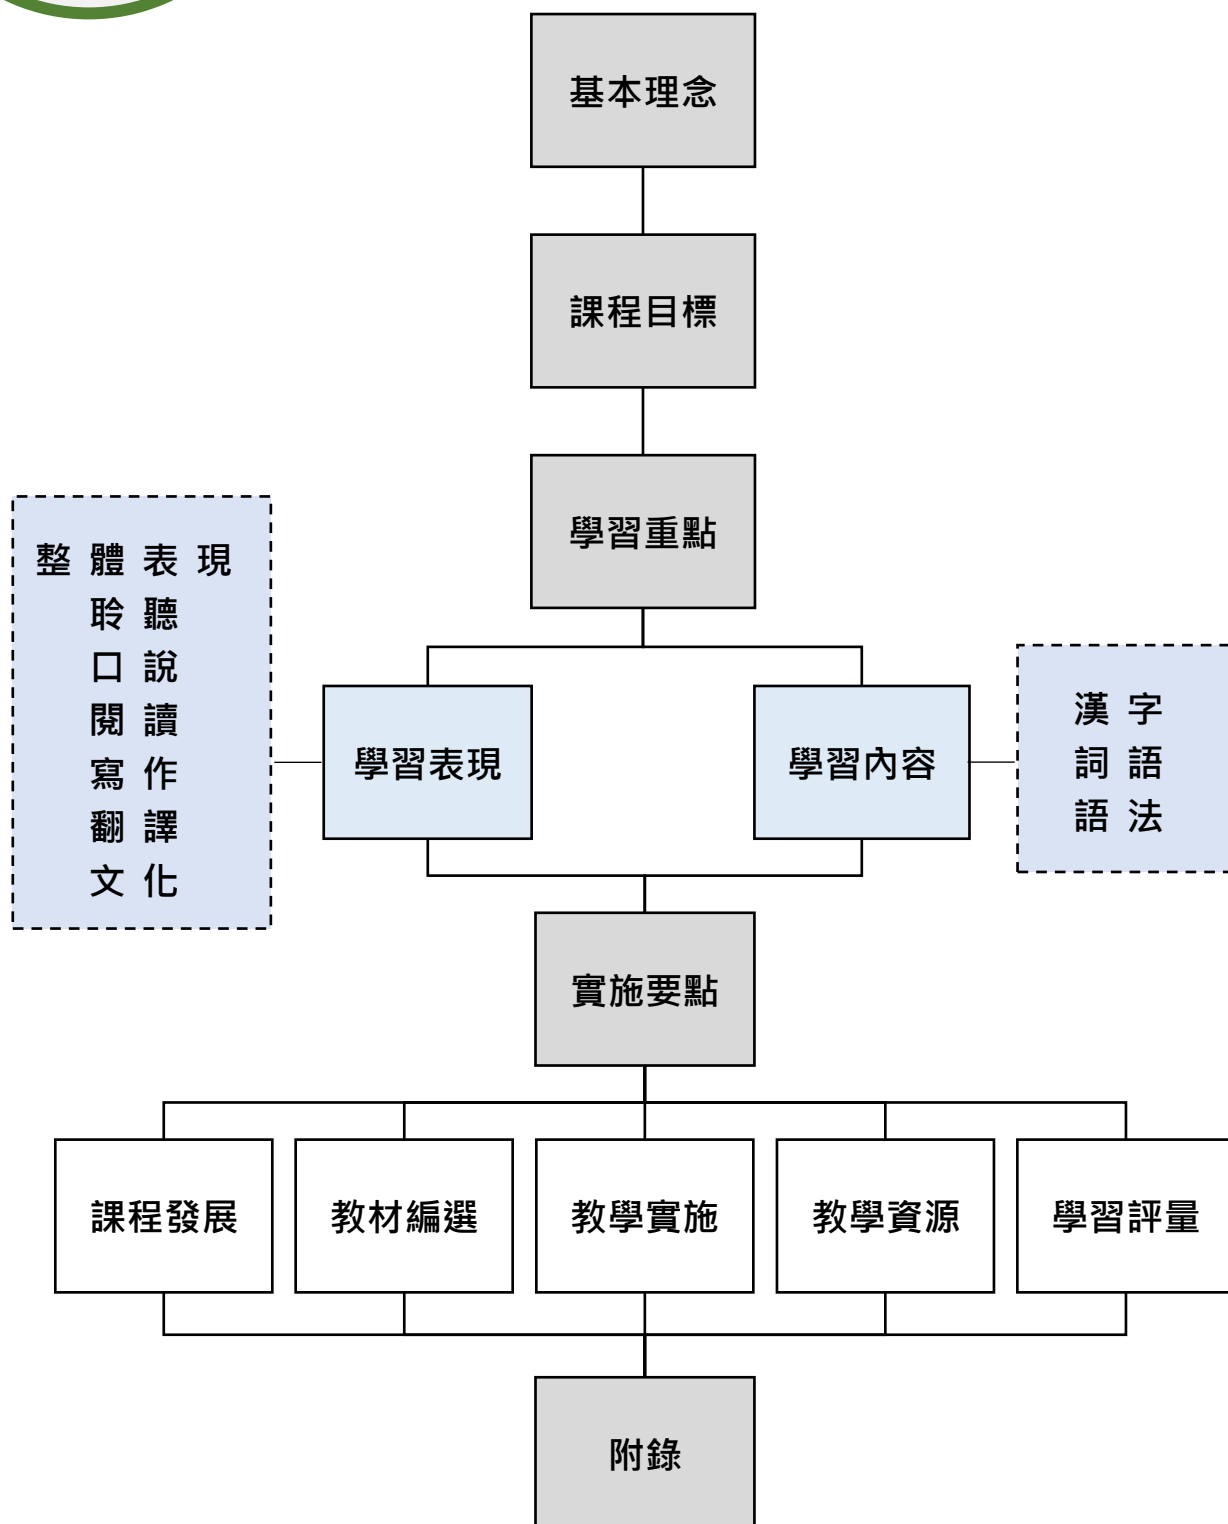 基本理念
課程目標
學習重點
整體表現
聆聽
口說
閱讀
寫作
翻譯
文化
學習表現
學習內容
漢字
詞語
語法
實施要點
課程發展
教材編選
教學實施
教學資源
學習評量
附錄